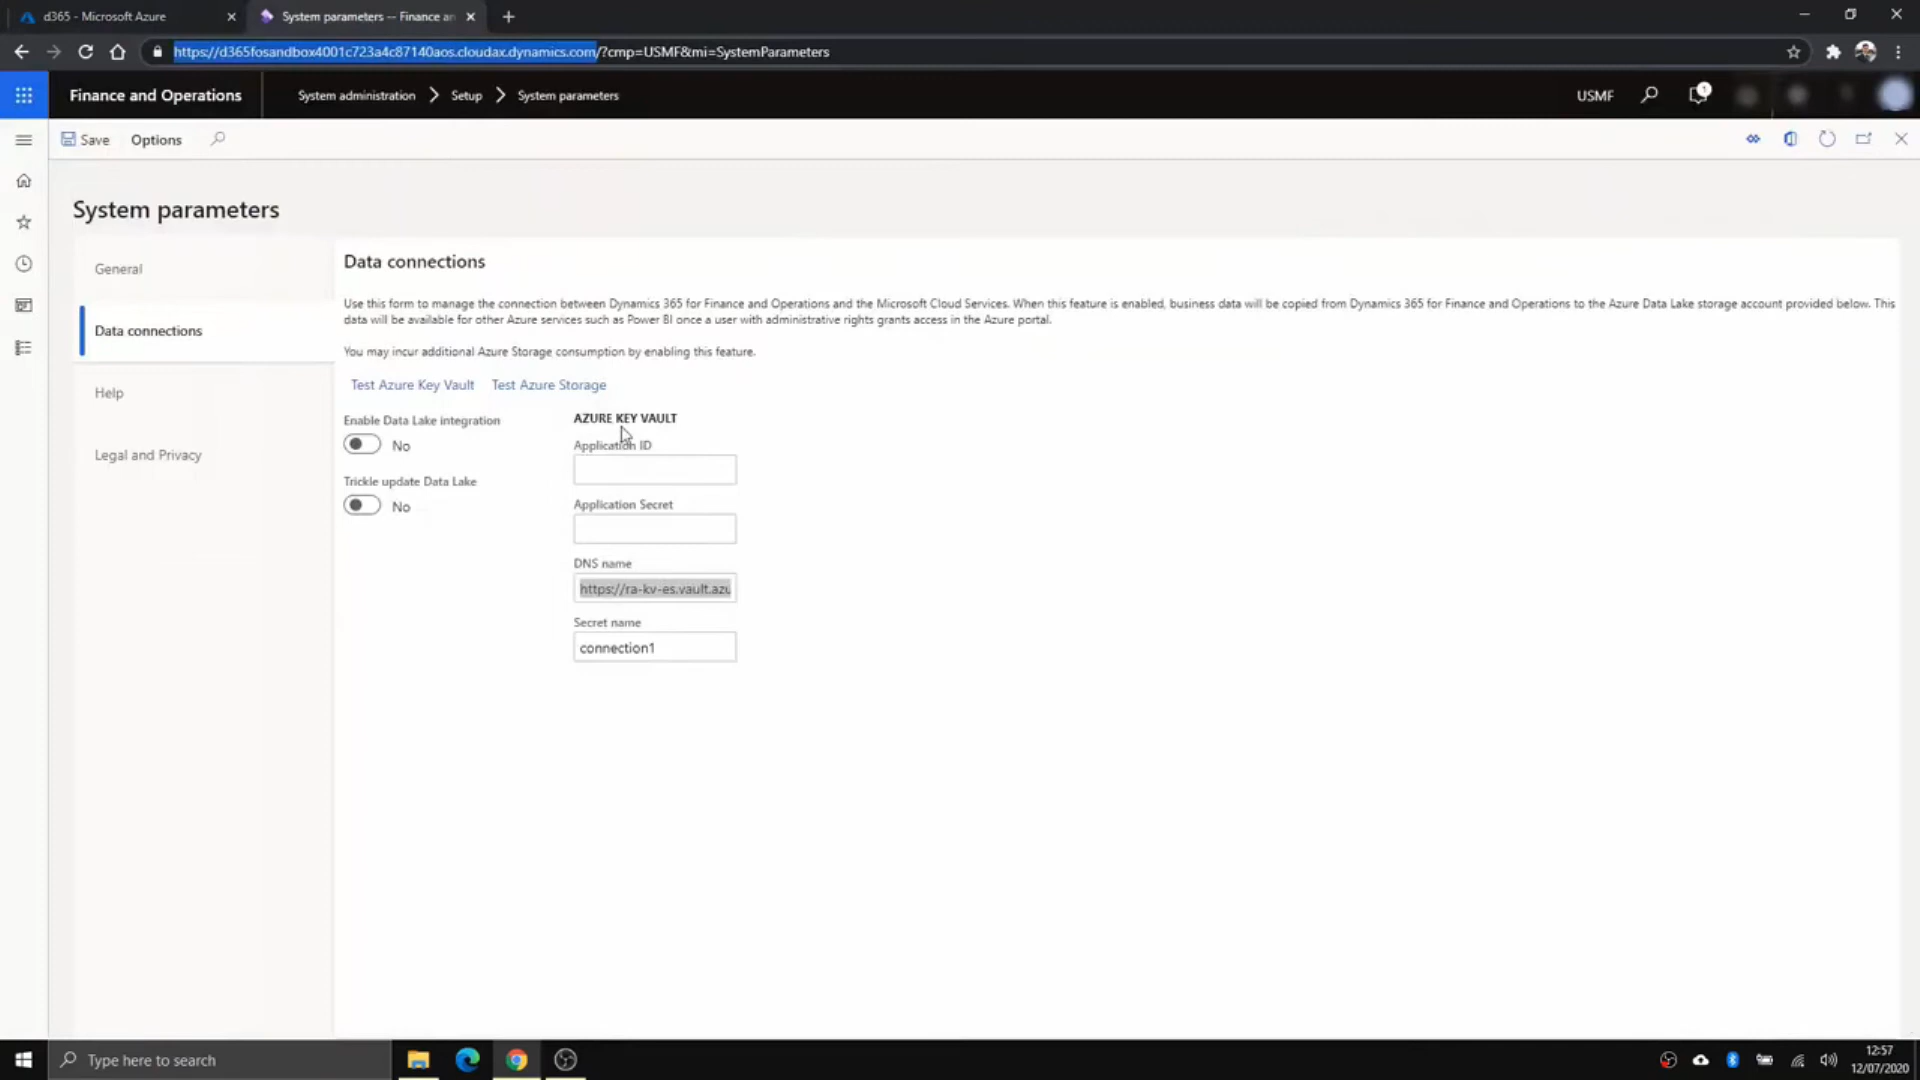 d365 - Microsoft Azure
System parameters -- Finance an
https://d365fosandbox4001c723a4c87140aos.cloudax.dynamics.com/?cmp=USMF&mi=SystemParameters
Finance and Operations
System administration
Setup
System parameters
USMF
1
Save
Options
System parameters
General
Data connections
Help
Legal and Privacy
Data connections
Use this form to manage the connection between Dynamics 365 for Finance and Operations and the Microsoft Cloud Services. When this feature is enabled, business data will be copied from Dynamics 365 for Finance and Operations to the Azure Data Lake storage account provided below. This
data will be available for other Azure services such as Power BI once a user with administrative rights grants access in the Azure portal.
You may incur additional Azure Storage consumption by enabling this feature.
Test Azure Key Vault
Test Azure Storage
Enable Data Lake integration
No
Trickle update Data Lake
No
AZURE KEY VAULT
Application ID
Application Secret
DNS name
https://ra-kv-es.vault.azu
Secret name
connection1
Type here to search
12:57
12/07/2020